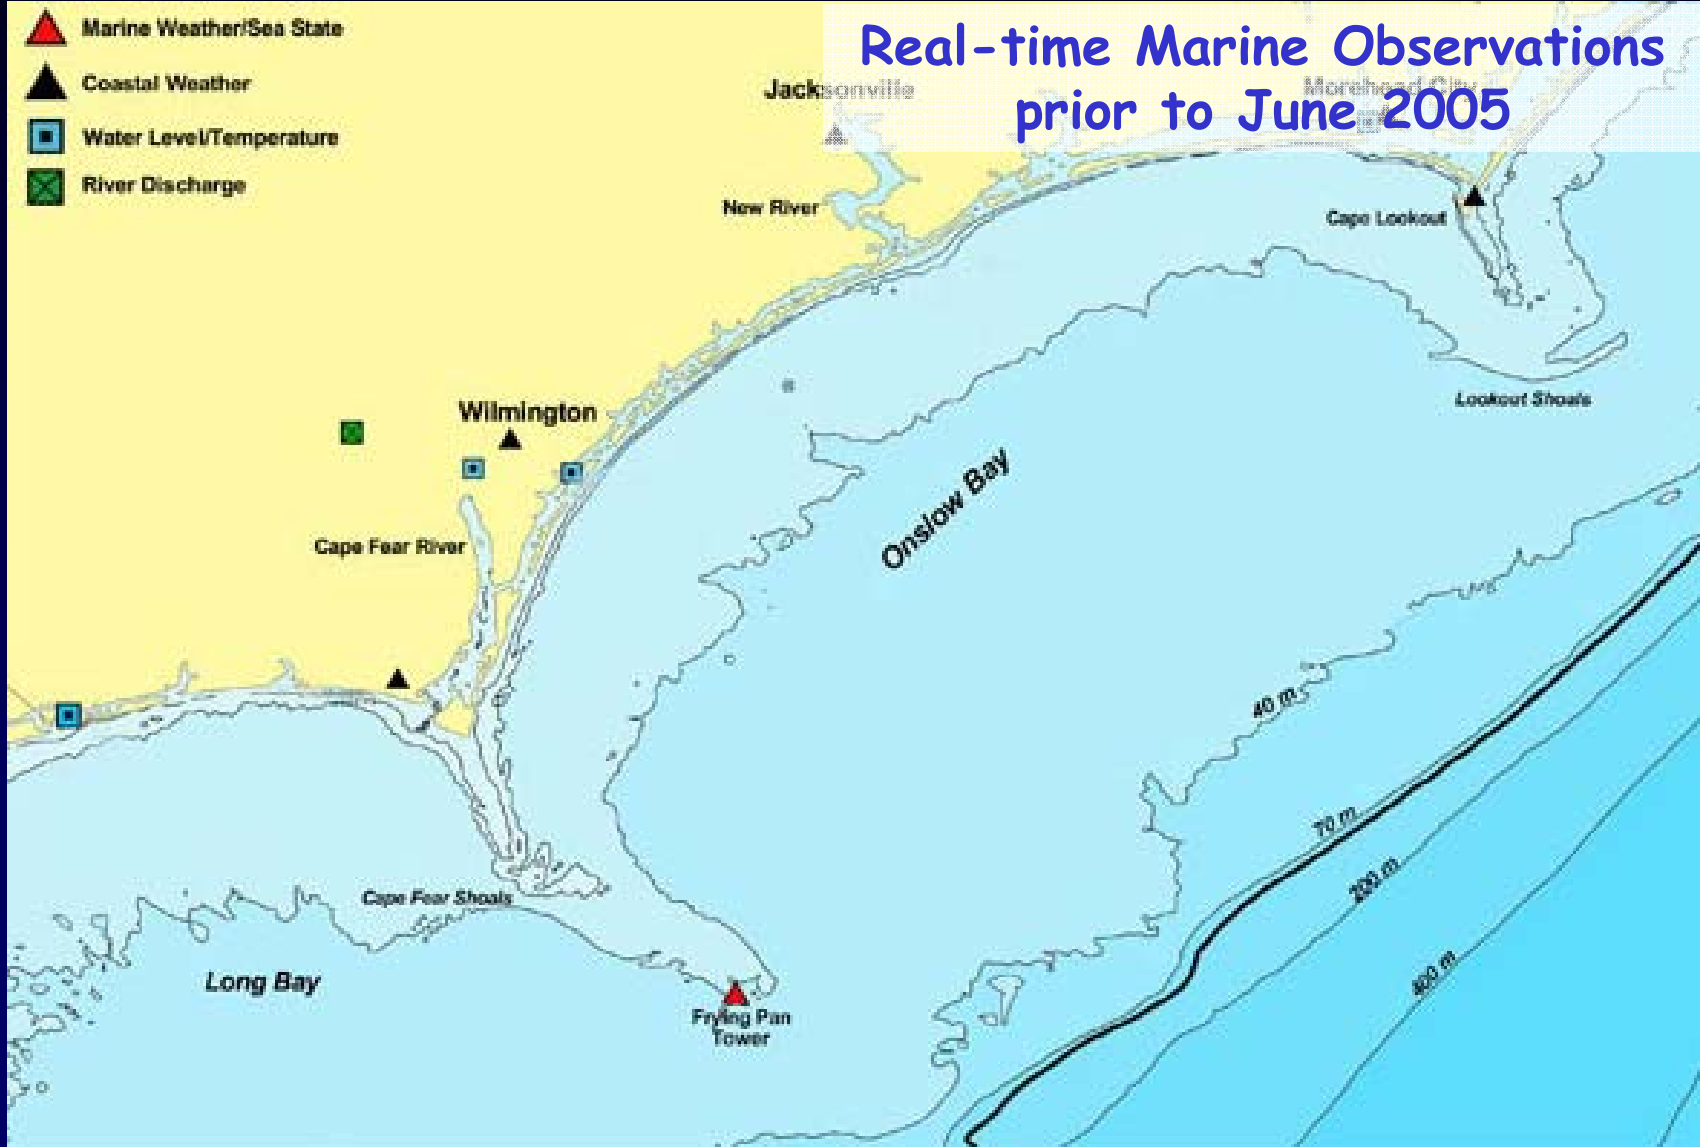 Real-time Marine Observations
prior to June 2005
Marine Weather/Sea State
Coastal Weather
Water Level/Temperature
River Discharge
Jacksonville
Morehead City
New River
Cape Lookout
Lookout Shoals
Wilmington
Onslow Bay
Cape Fear River
40 m
70 m
200 m
400 m
Cape Fear Shoals
Long Bay
Frying Pan
Tower